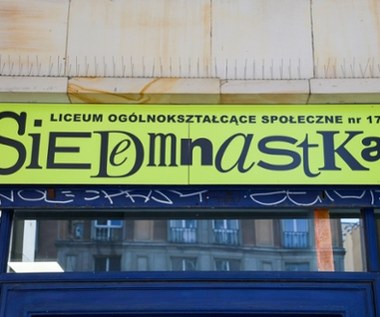 LICEUM OGÓLNOKSZTAŁCĄCE SPOŁECZNE nr 17
SiEDemnastka